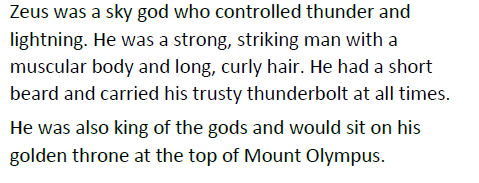 Zeus was a sky god who controlled thunder and
lightning. He was a strong, striking man with a
muscular body and long, curly hair. He had a short
beard and carried his trusty thunderbolt at all times.
He was also king of the gods and would sit on his
golden throne at the top of Mount Olympus.